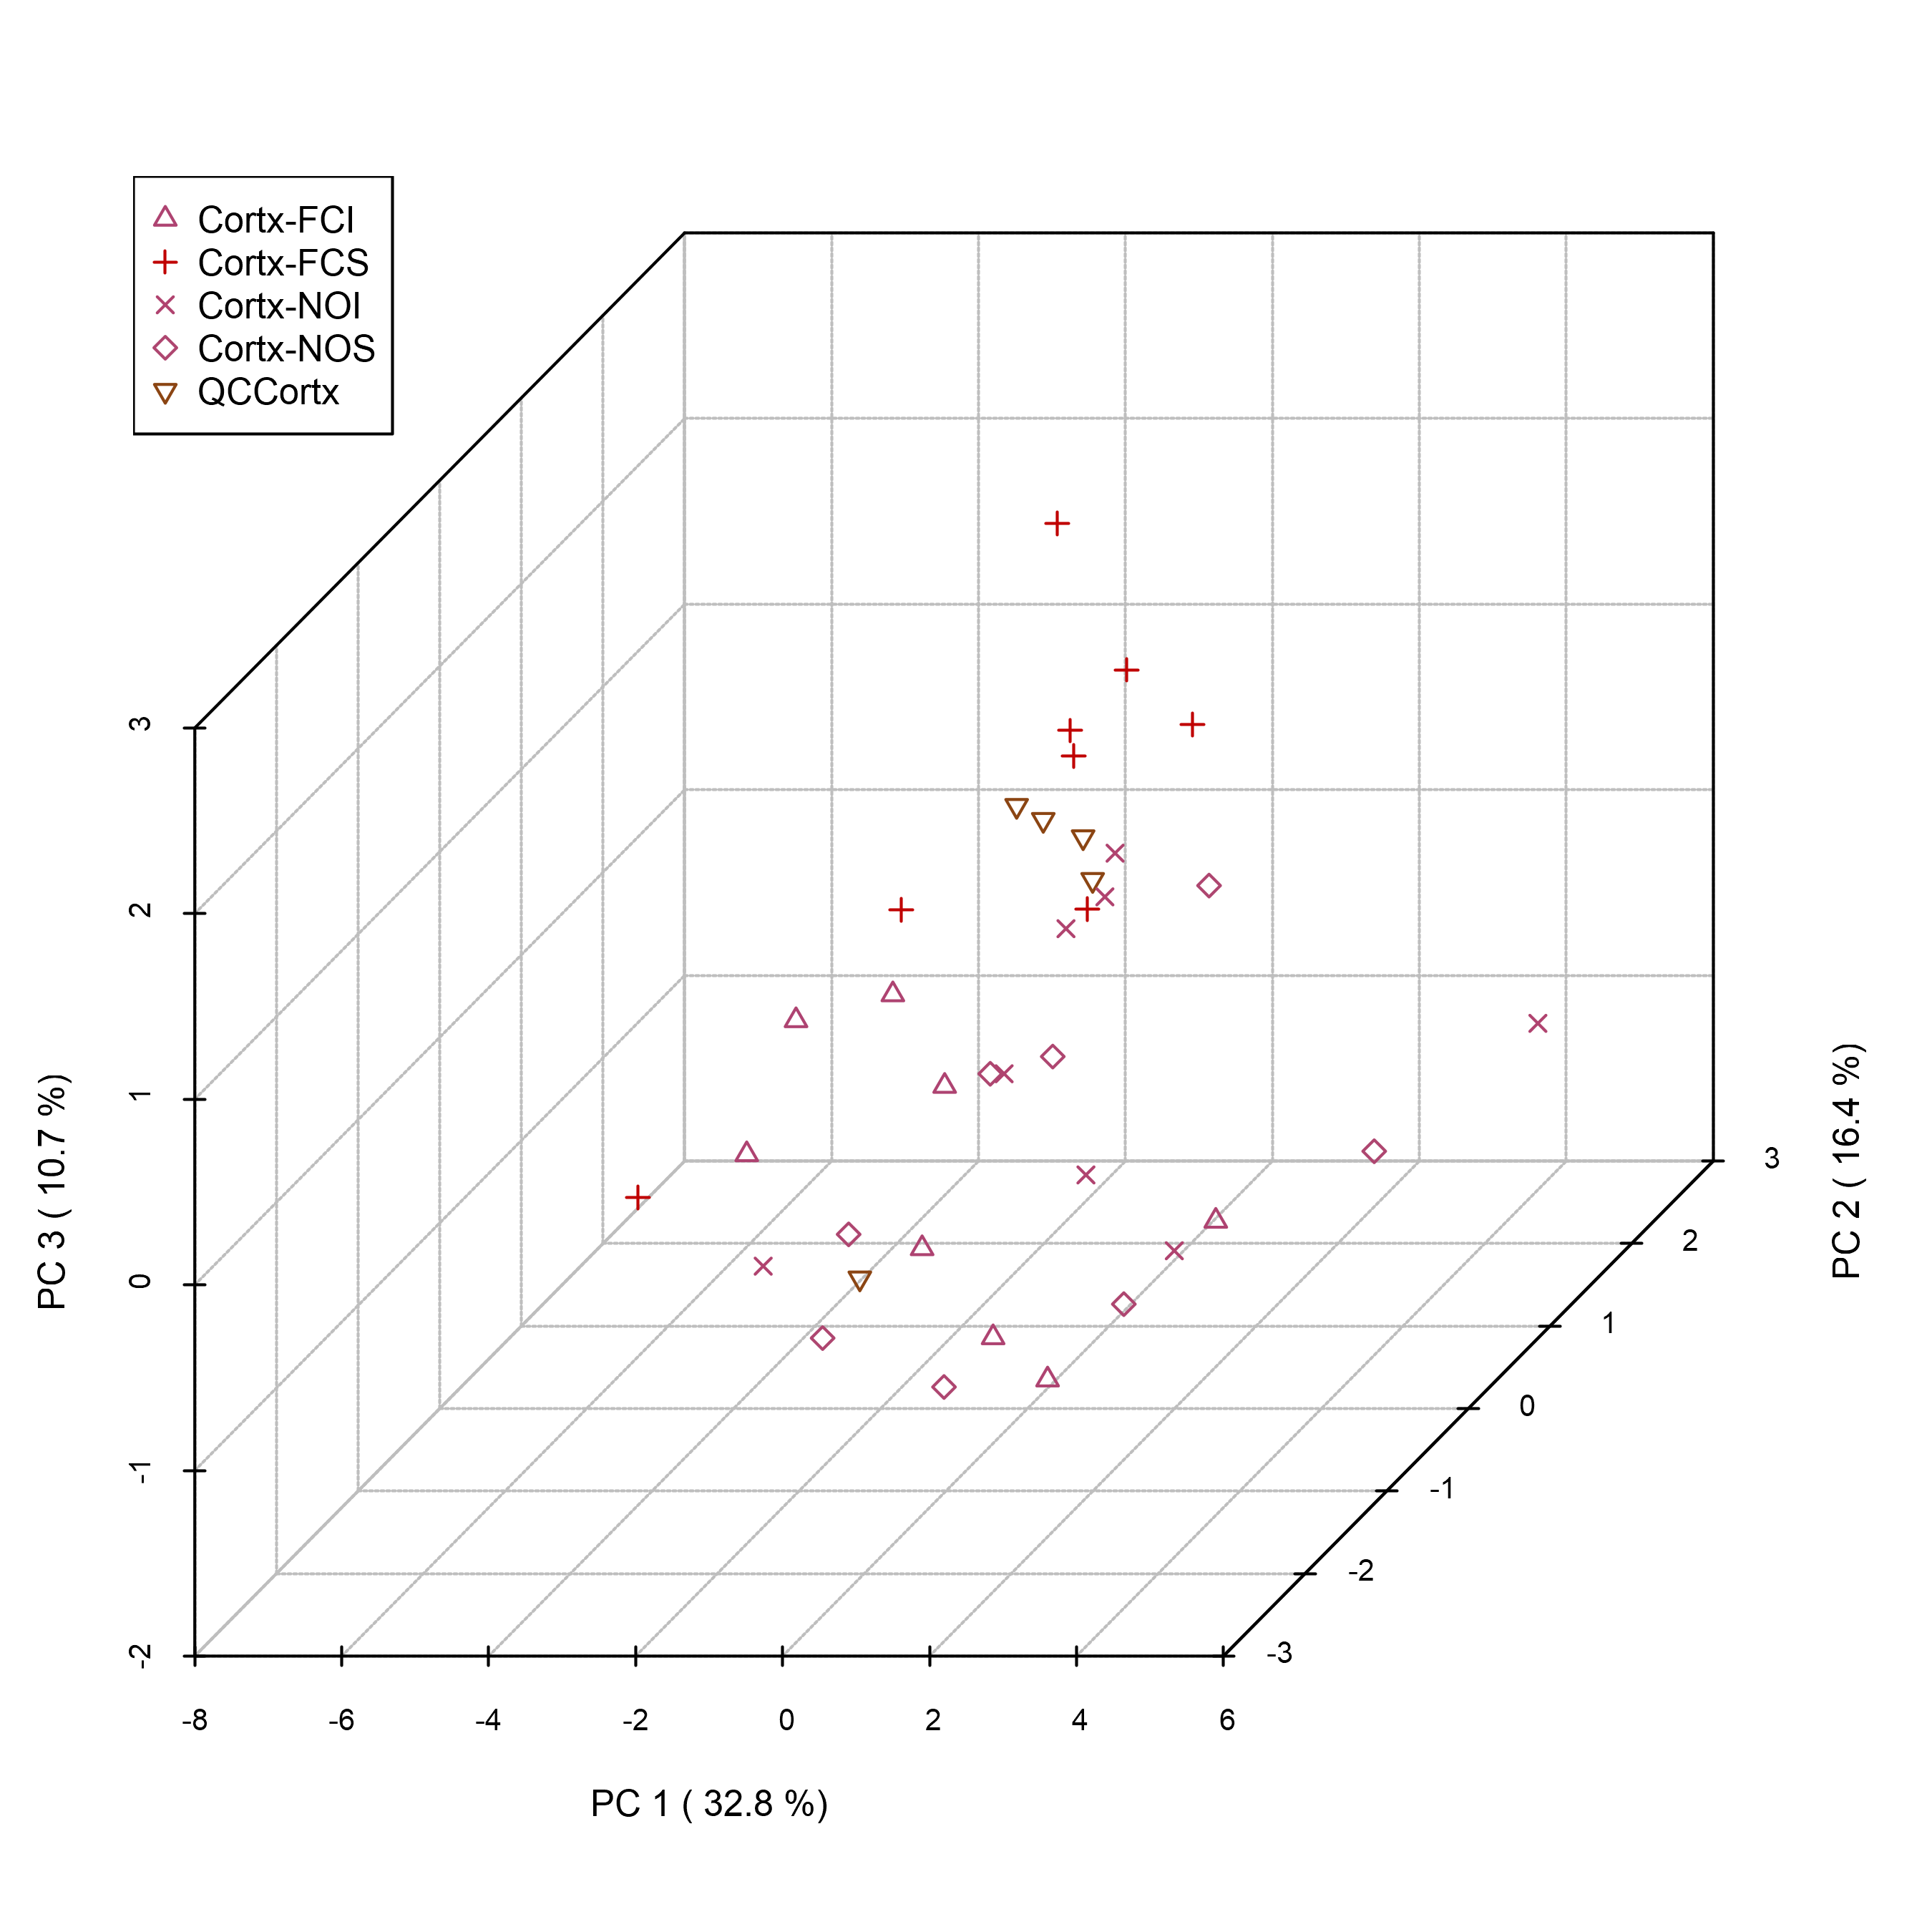 Cortx-FCI
Cortx-FCS
Cortx-NOI
Cortx-NOS
QCCortx
3
2
1
0
-1
-2
PC 3 ( 10.7 %)
-8
-6
-4
-2
0
2
4
6
PC 1 ( 32.8 %)
3
2
1
0
-1
-2
-3
PC 2 ( 16.4 %)